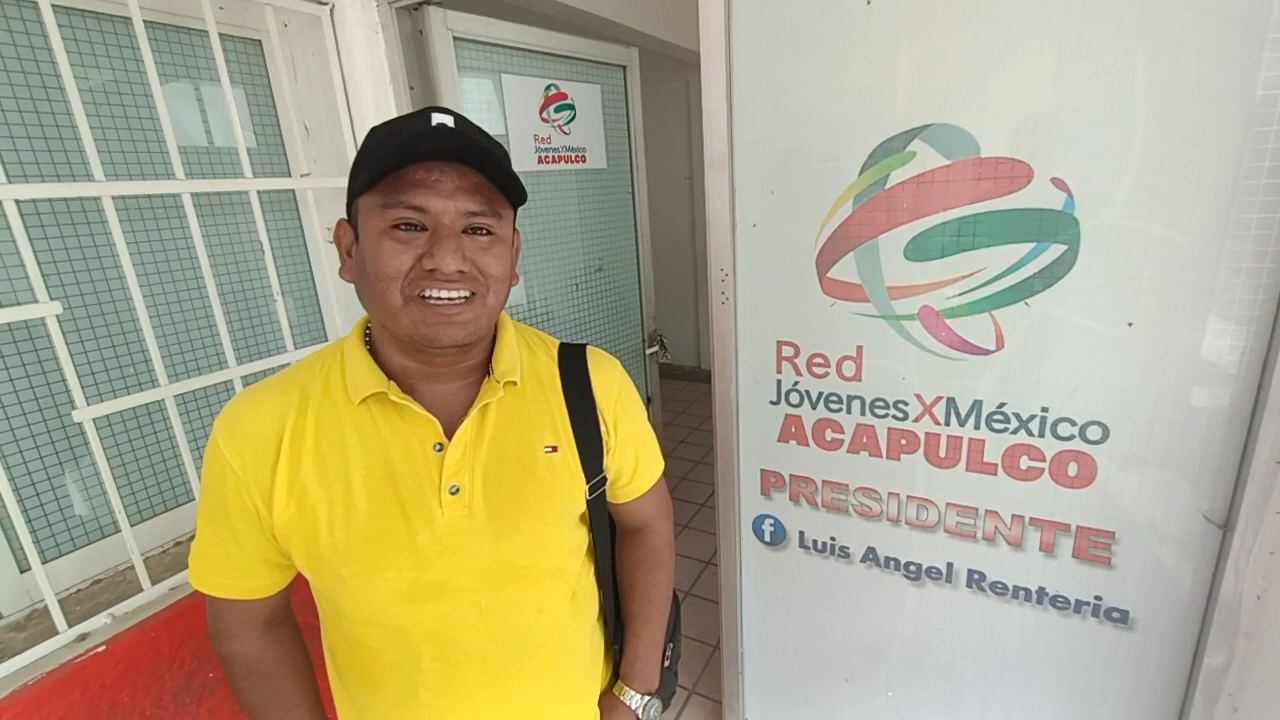 Red
JóvenesXMéxico
ACAPULCO
Red
JóvenesXMéxico
ACAPULCO
PRESIDENTE
f Luis Angel Renteria